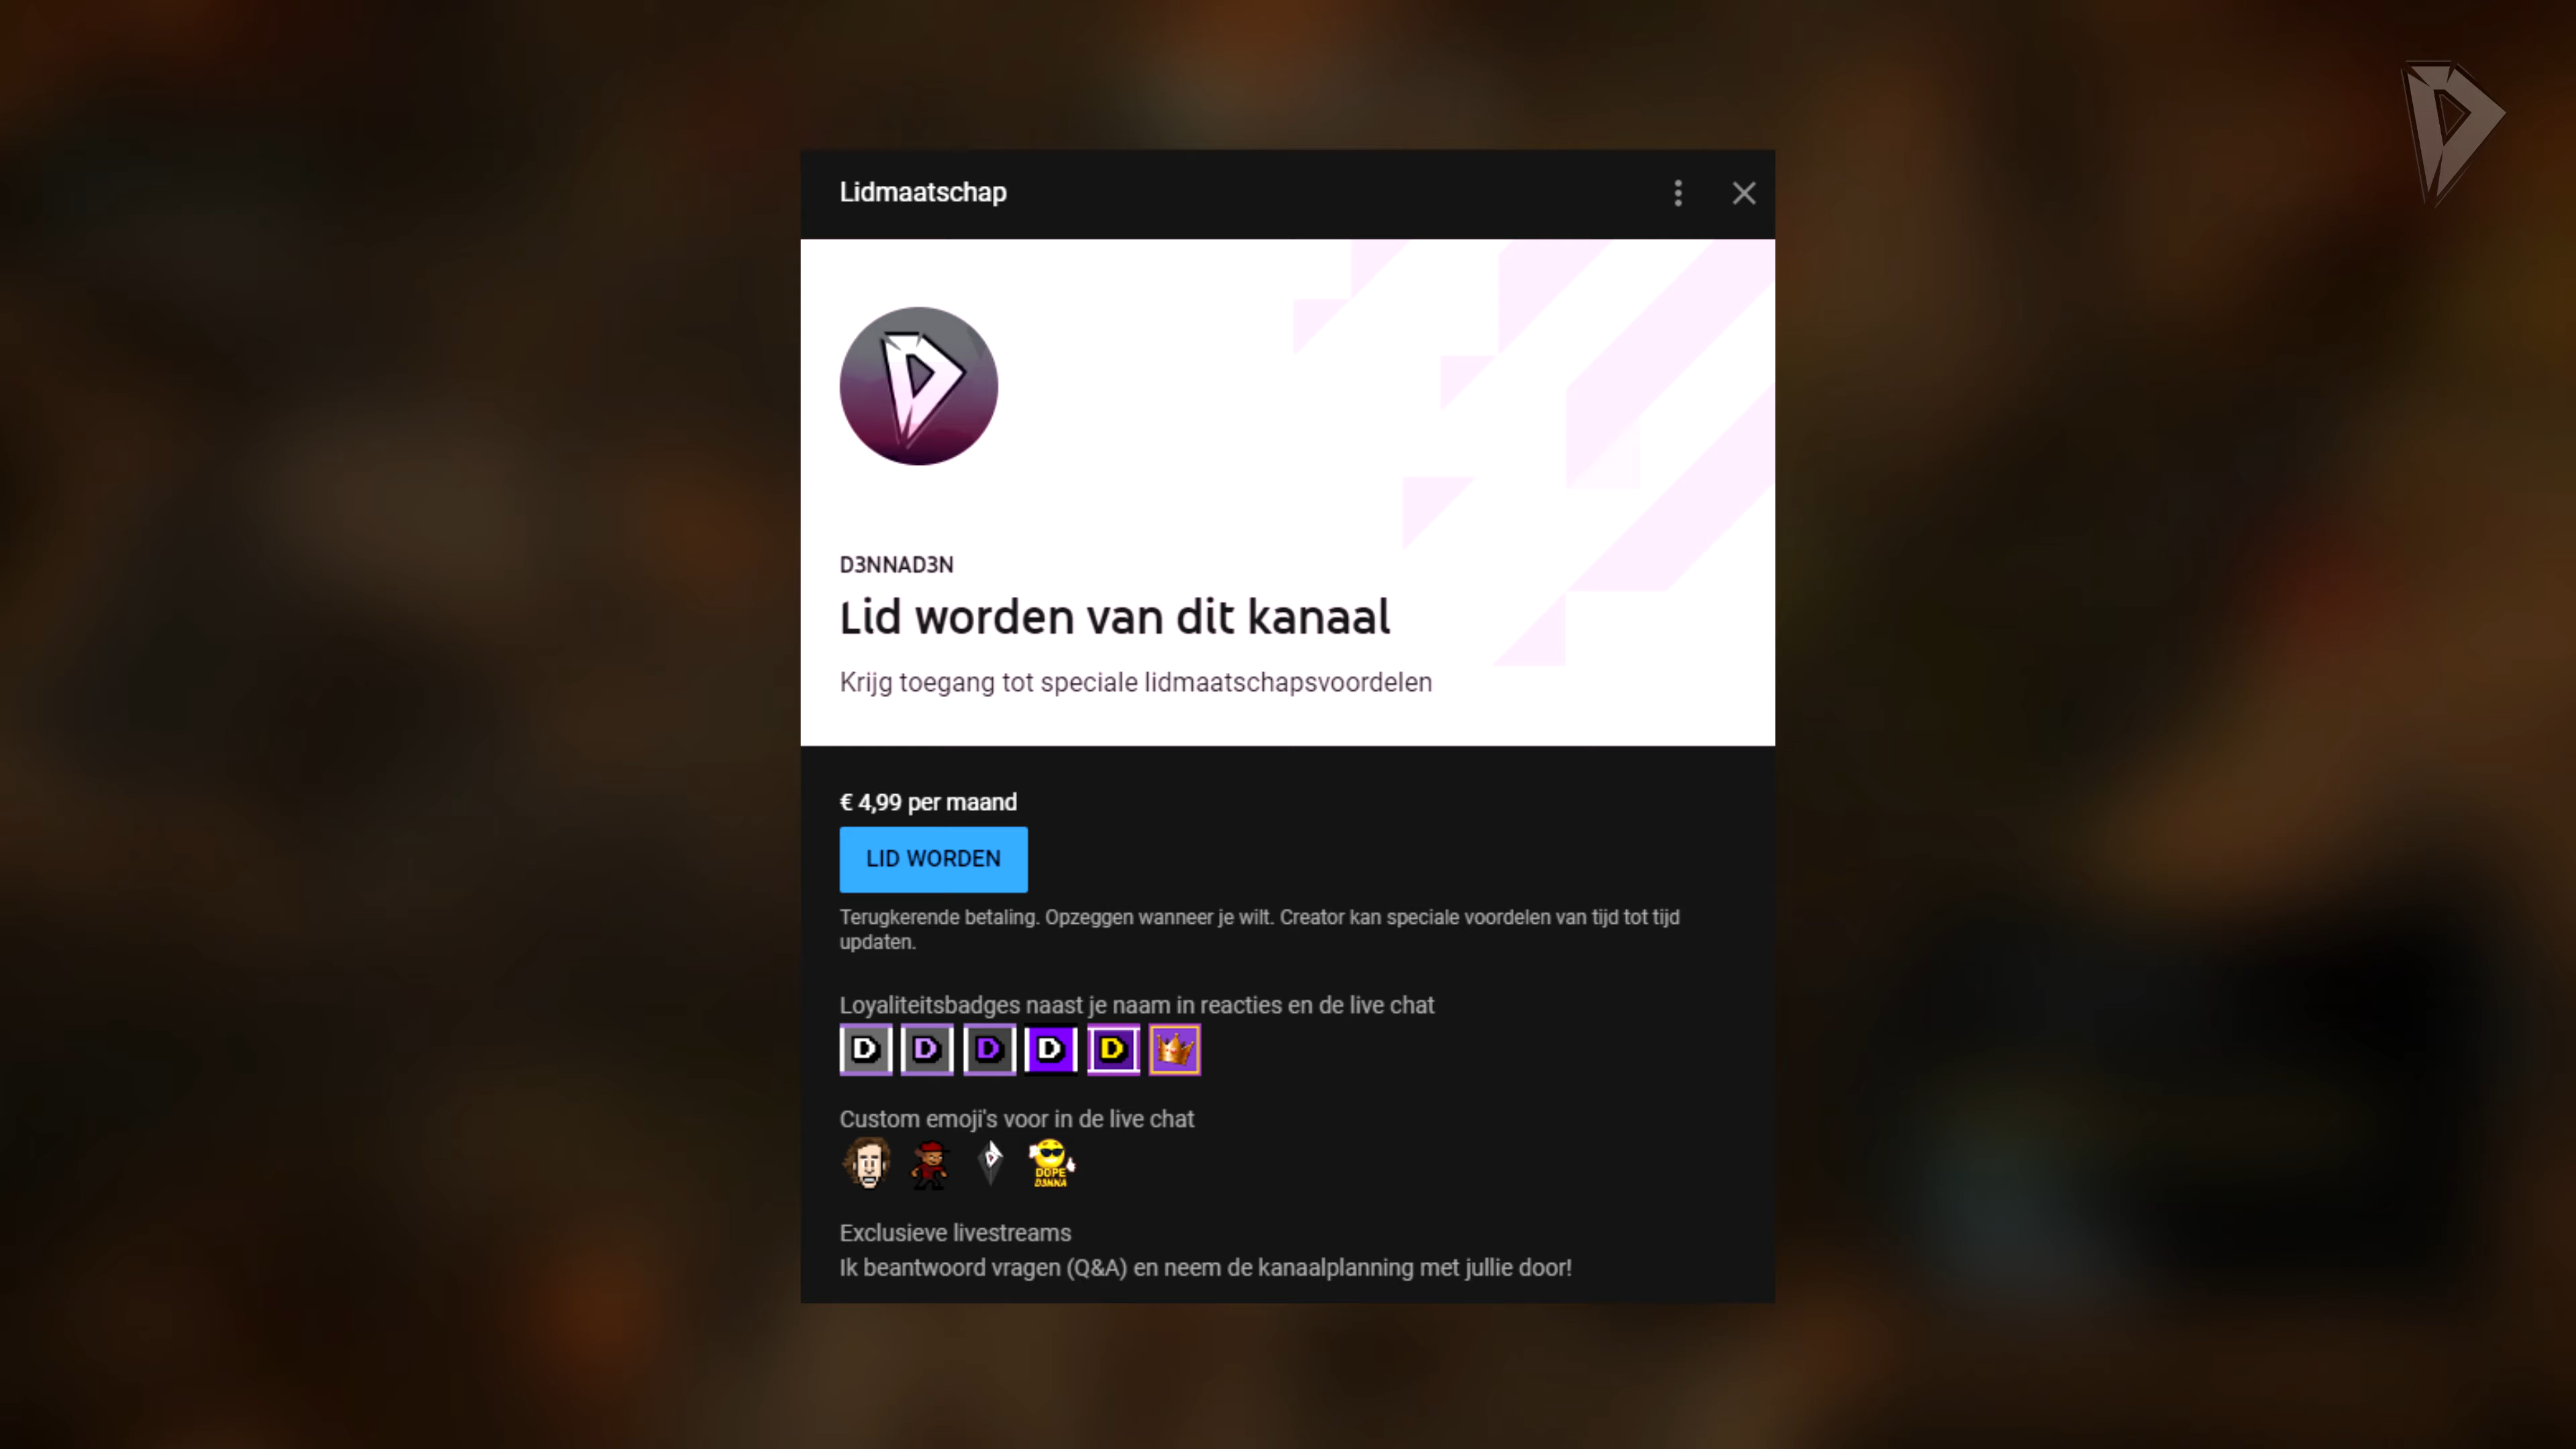 Lidmaatschap
D3NNAD3N
Lid worden van dit kanaal
Krijg toegang tot speciale lidmaatschapsvoordelen
€ 4,99 per maand
LID WORDEN
Terugkerende betaling. Opzeggen wanneer je wilt. Creator kan speciale voordelen van tijd tot tijd
updaten.
Loyaliteitsbadges naast je naam in reacties en de live chat
D D D D D
Custom emoji's voor in de live chat
DOPE
D3NNA
Exclusieve livestreams
Ik beantwoord vragen (Q&A) en neem de kanaalplanning met jullie door!